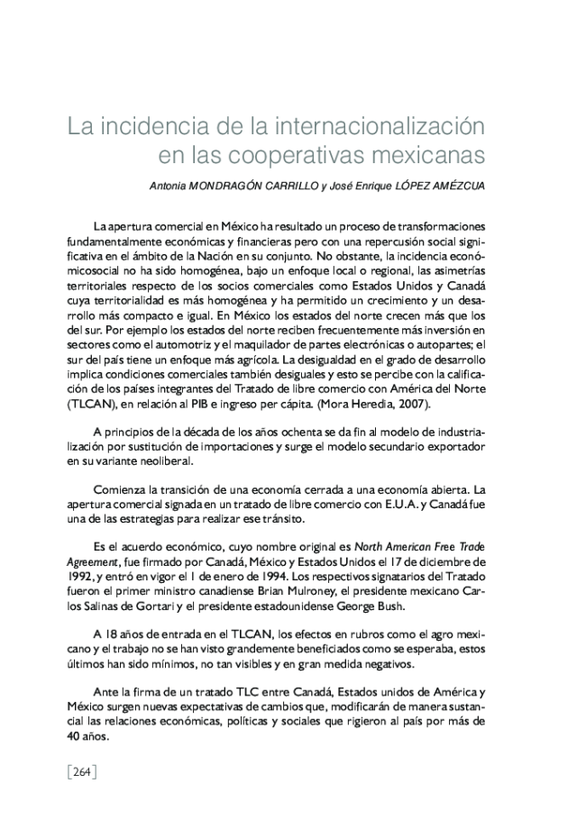 La incidencia de la internacionalización
en las cooperativas mexicanas
Antonia MONDRAGÓN CARRILLO y José Enrique LÓPEZ AMÉZCUA
La apertura comercial en México ha resultado un proceso de transformaciones
fundamentalmente económicas y financieras pero con una repercusión social signi-
ficativa en el ámbito de la Nación en su conjunto. No obstante, la incidencia econó-
micosocial no ha sido homogénea, bajo un enfoque local o regional, las asimetrías
territoriales respecto de los socios comerciales como Estados Unidos y Canadá
cuya territorialidad es más homogénea y ha permitido un crecimiento y un desa-
rrollo más compacto e igual. En México los estados del norte crecen más que los
del sur. Por ejemplo los estados del norte reciben frecuentemente más inversión en
sectores como el automotriz y el maquilador de partes electrónicas o autopartes; el
sur del país tiene un enfoque más agrícola. La desigualdad en el grado de desarrollo
implica condiciones comerciales también desiguales y esto se percibe con la califica-
ción de los países integrantes del Tratado de libre comercio con América del Norte
(TLCAN), en relación al PIB e ingreso per cápita. (Mora Heredia, 2007).
A principios de la década de los años ochenta se da fin al modelo de industria-
lización por sustitución de importaciones y surge el modelo secundario exportador
en su variante neoliberal.
Comienza la transición de una economía cerrada a una economía abierta. La
apertura comercial signada en un tratado de libre comercio con E.U.A. y Canadá fue
una de las estrategias para realizar ese tránsito.
Es el acuerdo económico, cuyo nombre original es North American Free Trade
Agreement, fue firmado por Canadá, México y Estados Unidos el 17 de diciembre de
1992, y entró en vigor el 1 de enero de 1994. Los respectivos signatarios del Tratado
fueron el primer ministro canadiense Brian Mulroney, el presidente mexicano Car-
los Salinas de Gortari y el presidente estadounidense George Bush.
A 18 años de entrada en el TLCAN, los efectos en rubros como el agro mexi-
cano y el trabajo no se han visto grandemente beneficiados como se esperaba, estos
últimos han sido mínimos, no tan visibles y en gran medida negativos.
Ante la firma de un tratado TLC entre Canadá, Estados unidos de América y
México surgen nuevas expectativas de cambios que, modificarán de manera sustan-
cial las relaciones económicas, políticas y sociales que rigieron al país por más de
40 años.
[264]